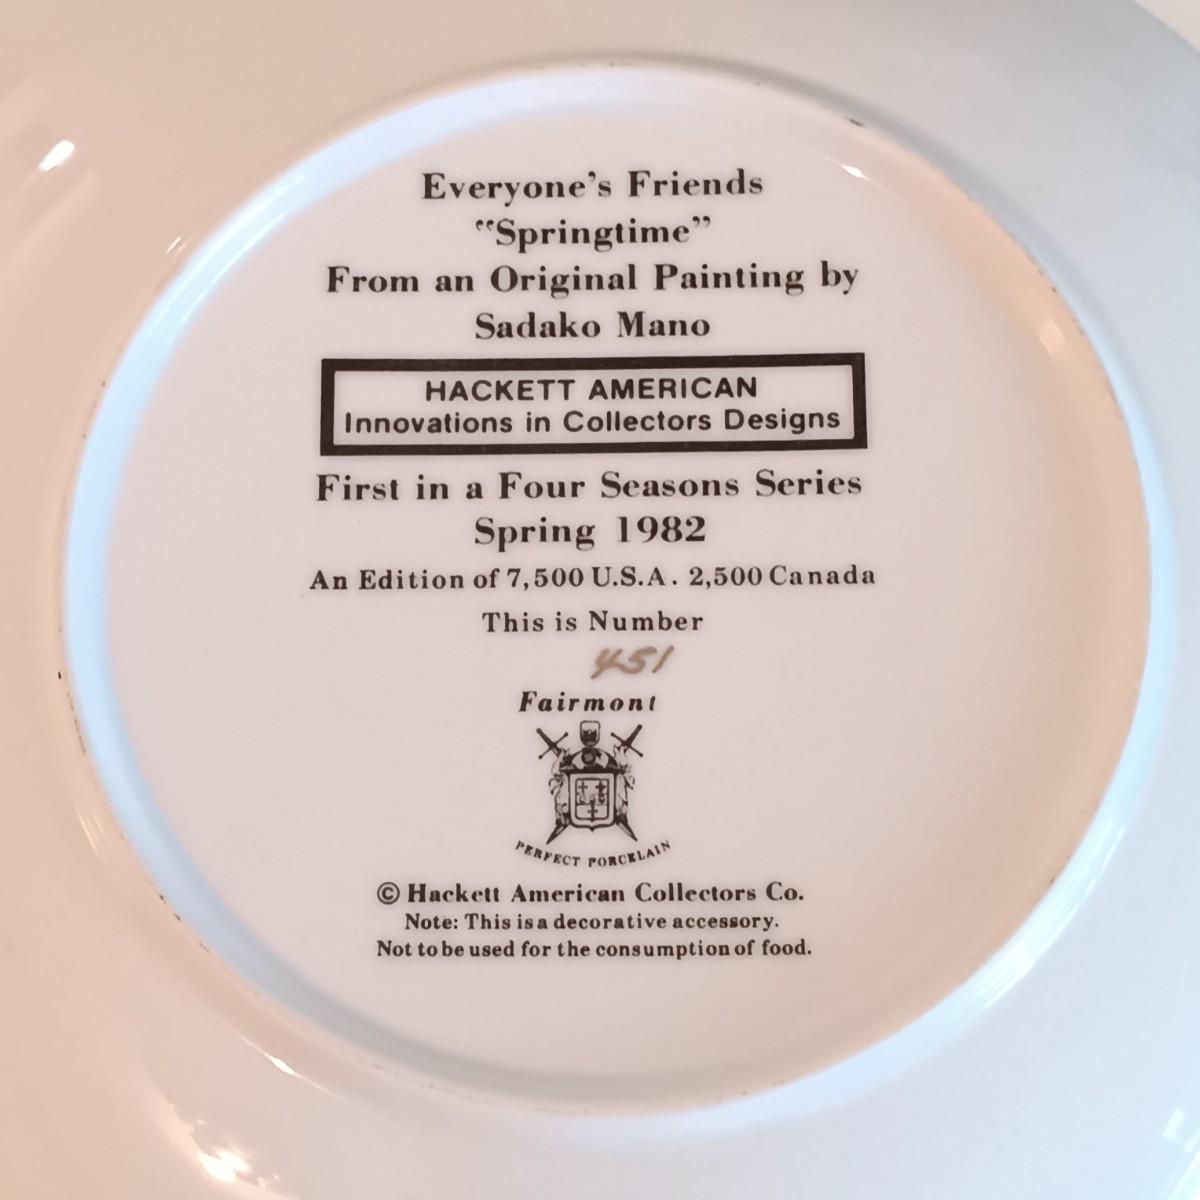 Everyone's Friends
"Springtime"
From an Original Painting by
Sadako Mano
HACKETT AMERICAN
Innovations in Collectors Designs
First in a Four Seasons Series
Spring 1982
An Edition of 7,500 U.S.A. 2,500 Canada
This is Number
451
Fairmont
PERFECT PORCELAIN
© Hackett American Collectors Co.
Note: This is a decorative accessory.
Not to be used for the consumption of food.